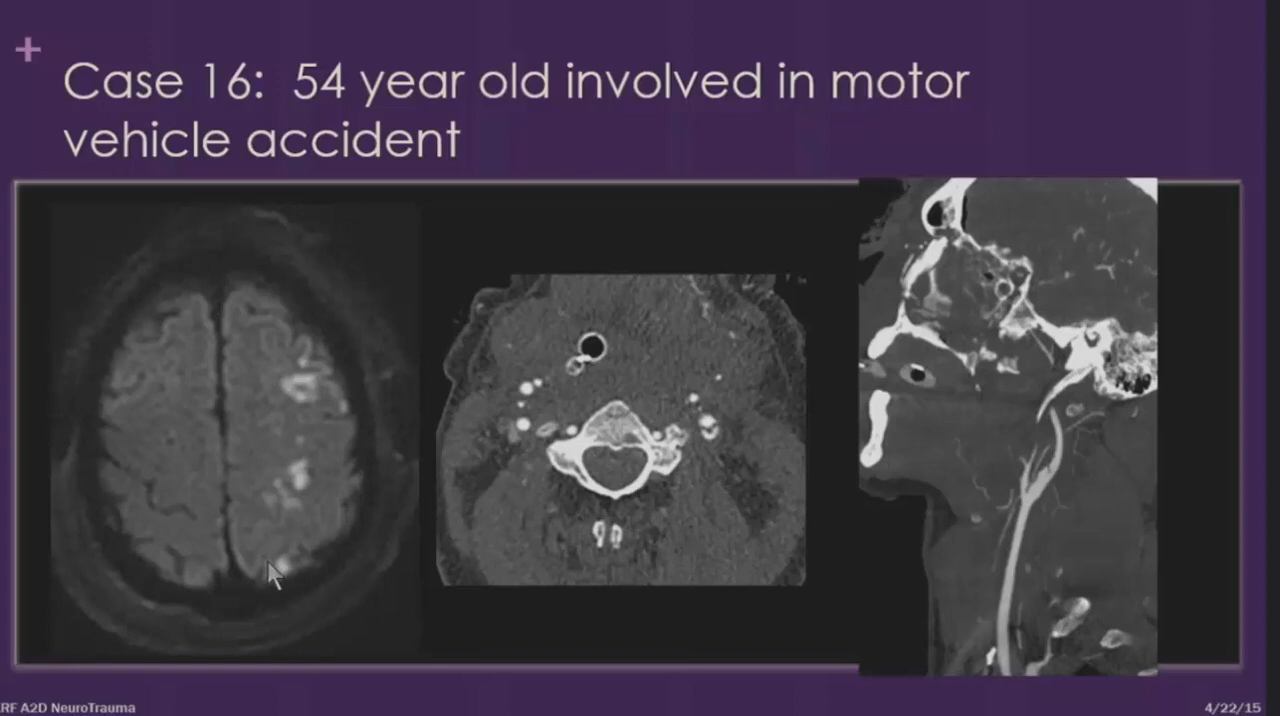 Case 16: 54 year old involved in motor
vehicle accident
RF A2D NeuroTrauma
4/22/15